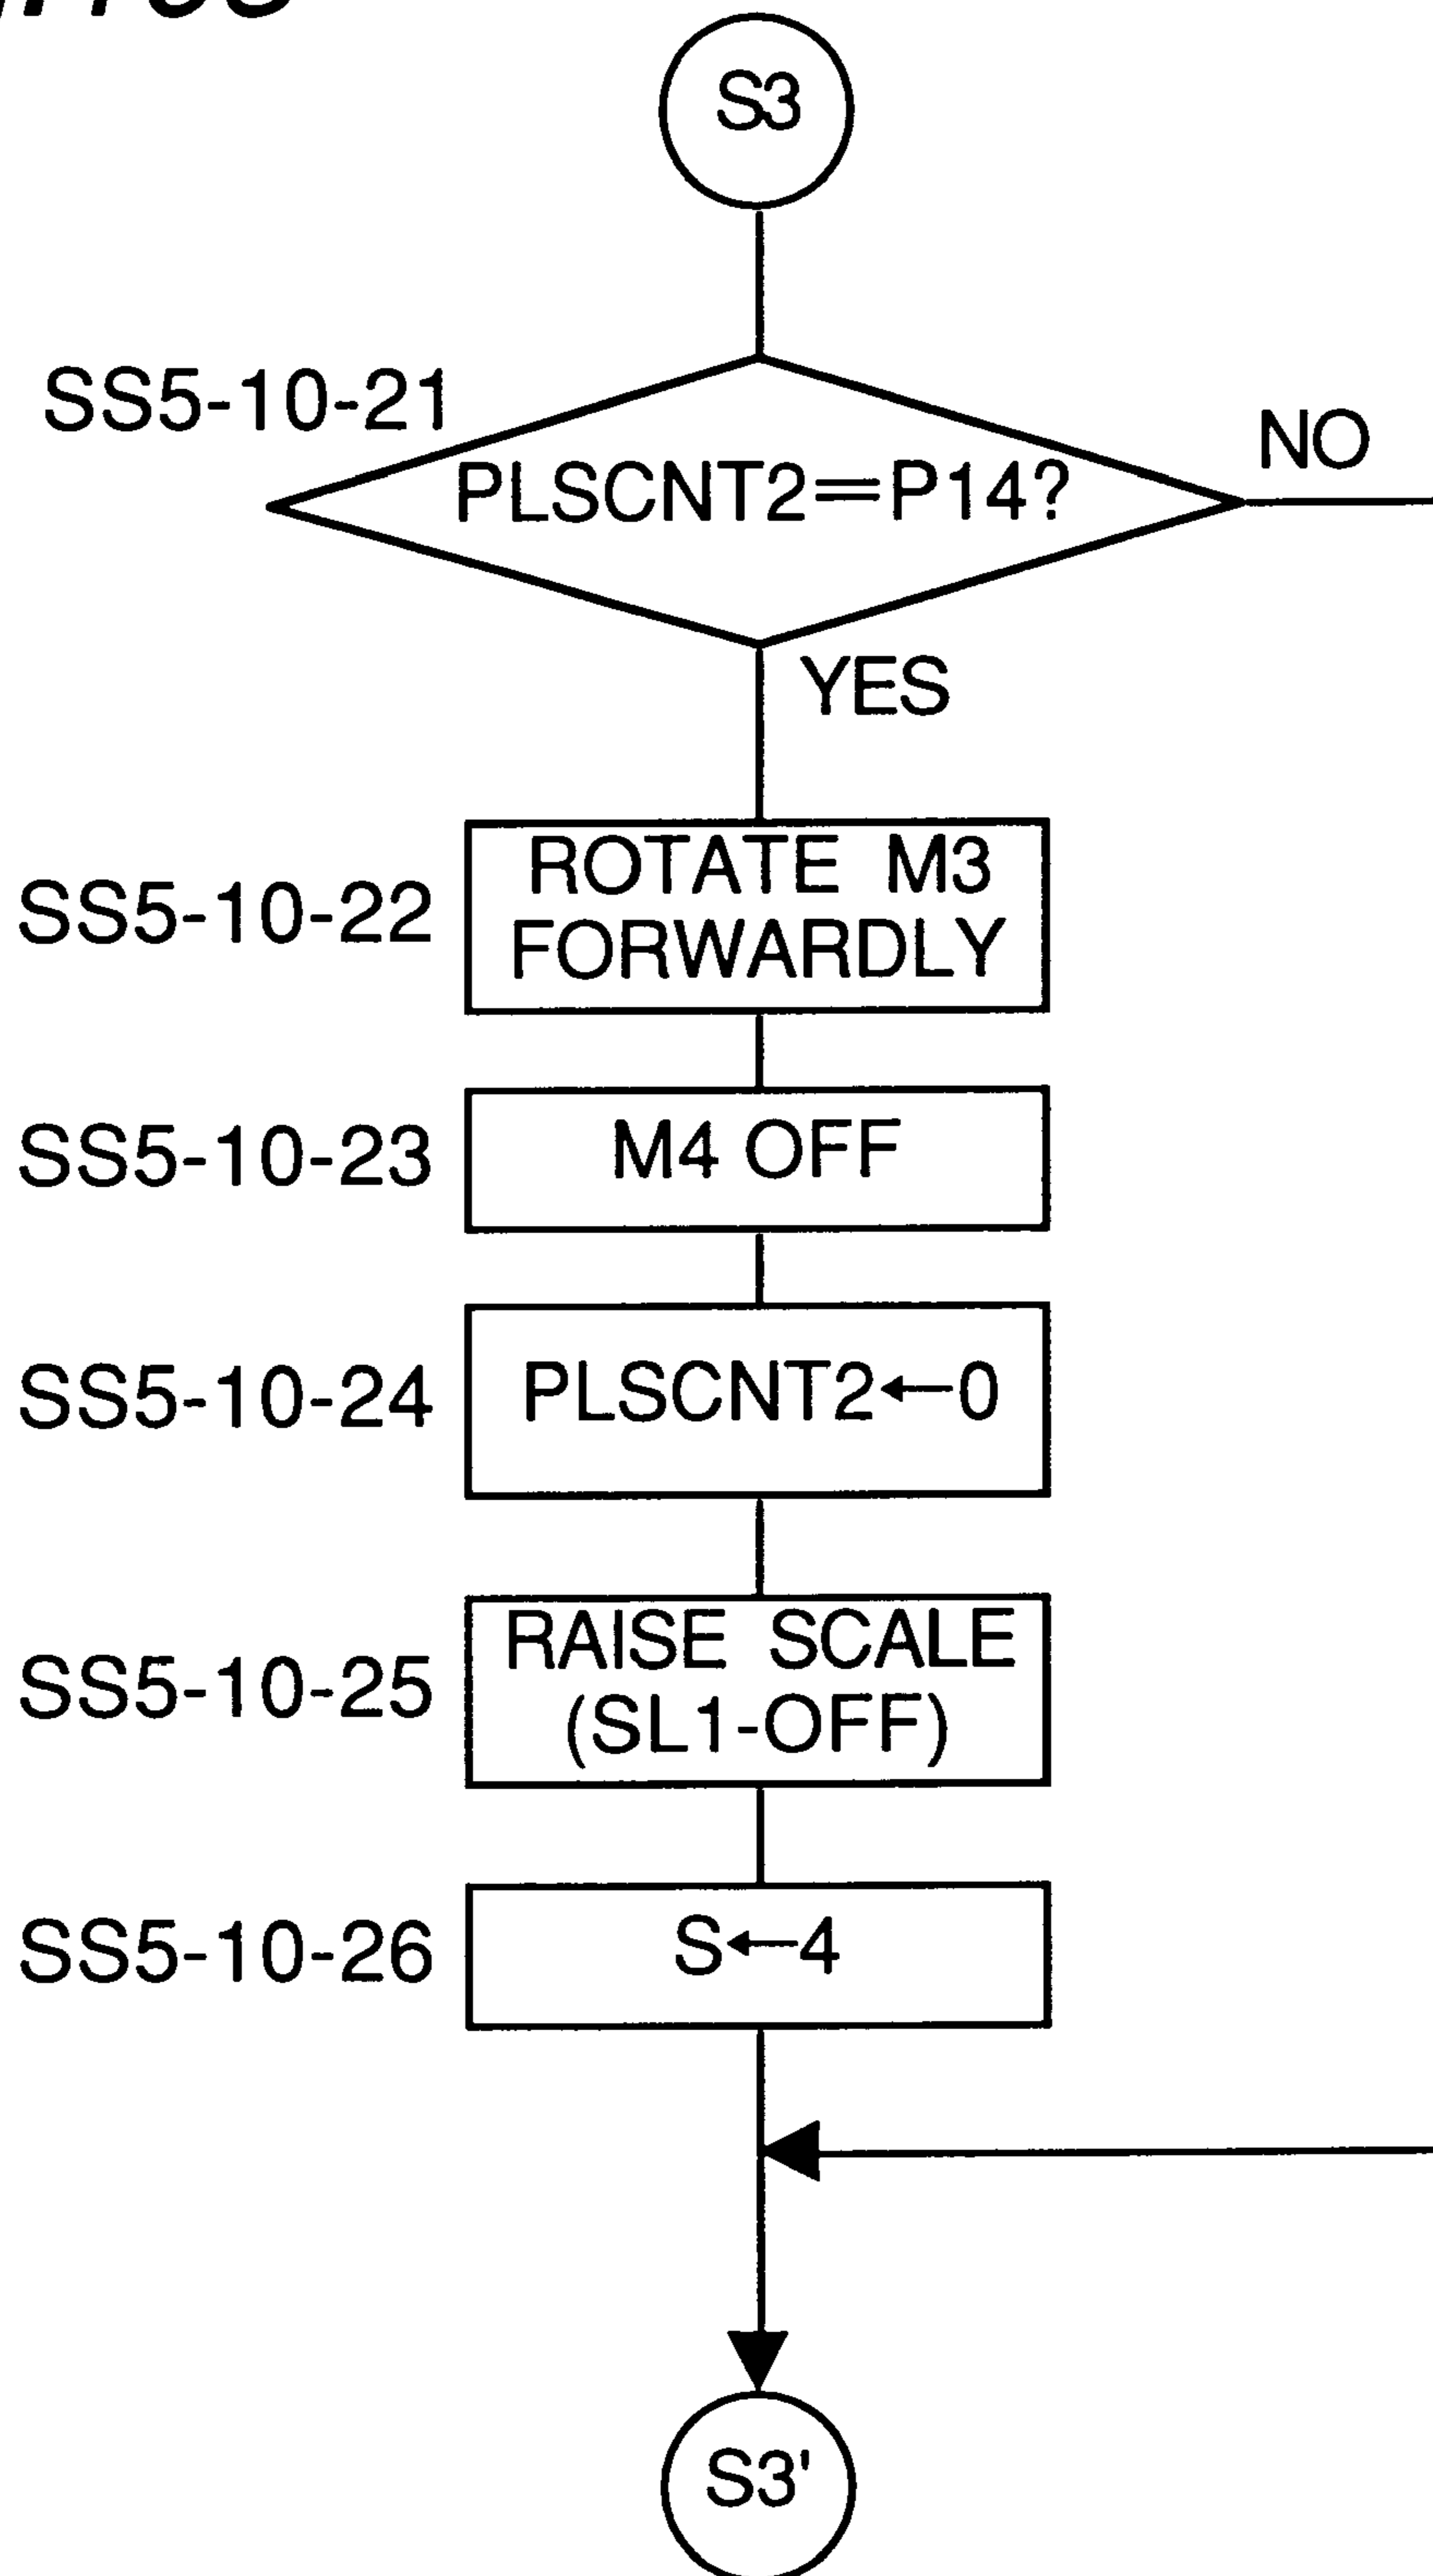 S3
SS5-10-21
PLSCNT2=P14?
NO
YES
SS5-10-22
ROTATE M3
FORWARDLY
SS5-10-23
M4 OFF
SS5-10-24
PLSCNT2←0
SS5-10-25
RAISE SCALE
(SL1-OFF)
SS5-10-26
S←4
S3'